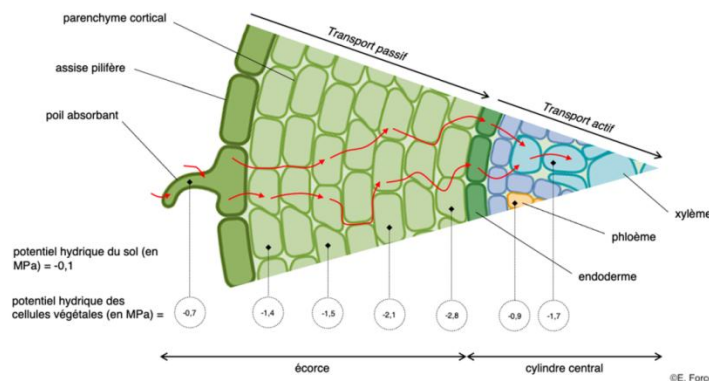 parenchyme cortical
Transport passif
assise pilifère
Transport actif
poil absorbant
xylème
phloème
potentiel hydrique du sol (en
MPa) = -0,1
endoderme
potentiel hydrique des
cellules végétales (en MPa) =
-0,7
-1,4
-1,5
-2,1
-2,8
-0,9
-1,7
écorce
cylindre central
©E. Forc